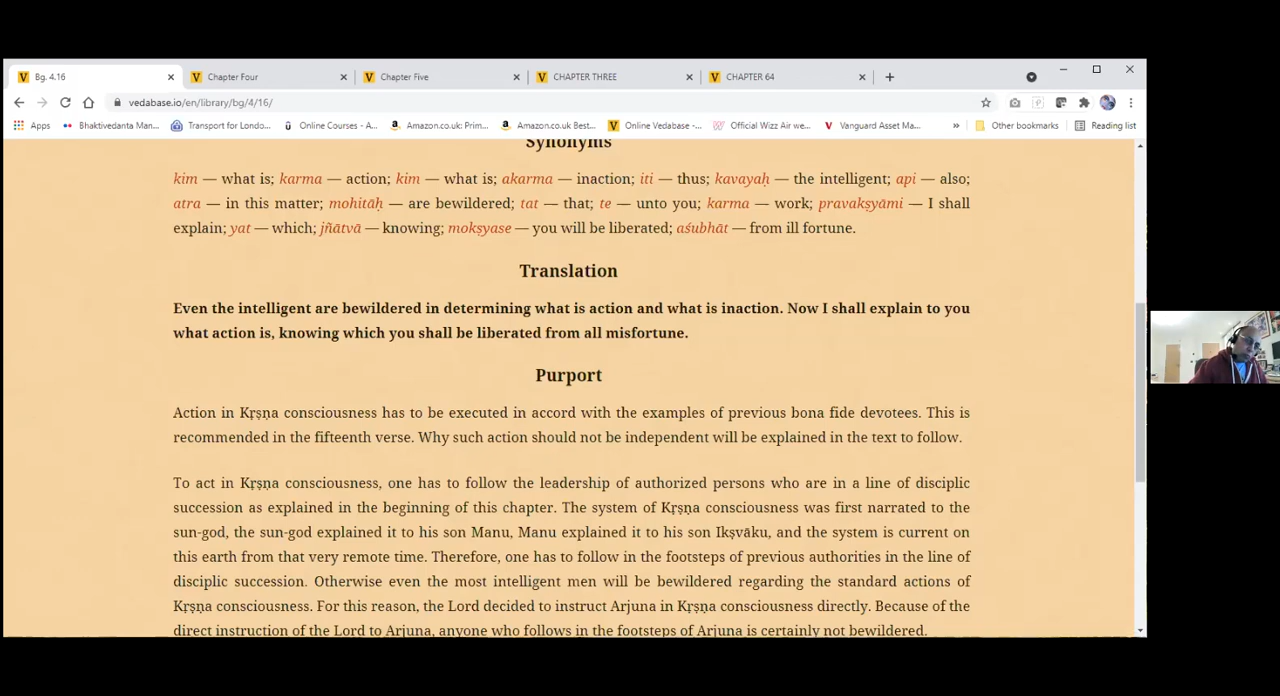 Bg. 4.16
Chapter Four
Chapter Five
CHAPTER THREE
CHAPTER 64
vedabase.io/en/library/bg/4/16/
Apps
Bhaktivedanta Man...
Transport for Londo...
Online Courses - A...
Amazon.co.uk: Prim...
Amazon.co.uk Best...
Online Vedabase -...
Official Wizz Air we...
Vanguard Asset Ma...
»
Other bookmarks
Reading list
Synonyms
kim — what is; karma — action; kim — what is; akarma — inaction; iti — thus; kavayaḥ — the intelligent; api — also;
atra — in this matter; mohitāḥ — are bewildered; tat — that; te — unto you; karma — work; pravakṣyāmi — I shall
explain; yat — which; jñātvā — knowing; mokṣyase — you will be liberated; aśubhāt — from ill fortune.
Translation
Even the intelligent are bewildered in determining what is action and what is inaction. Now I shall explain to you
what action is, knowing which you shall be liberated from all misfortune.
Purport
Action in Kṛṣṇa consciousness has to be executed in accord with the examples of previous bona fide devotees. This is
recommended in the fifteenth verse. Why such action should not be independent will be explained in the text to follow.
To act in Kṛṣṇa consciousness, one has to follow the leadership of authorized persons who are in a line of disciplic
succession as explained in the beginning of this chapter. The system of Kṛṣṇa consciousness was first narrated to the
sun-god, the sun-god explained it to his son Manu, Manu explained it to his son Ikṣvāku, and the system is current on
this earth from that very remote time. Therefore, one has to follow in the footsteps of previous authorities in the line of
disciplic succession. Otherwise even the most intelligent men will be bewildered regarding the standard actions of
Kṛṣṇa consciousness. For this reason, the Lord decided to instruct Arjuna in Kṛṣṇa consciousness directly. Because of the
direct instruction of the Lord to Arjuna, anyone who follows in the footsteps of Arjuna is certainly not bewildered.